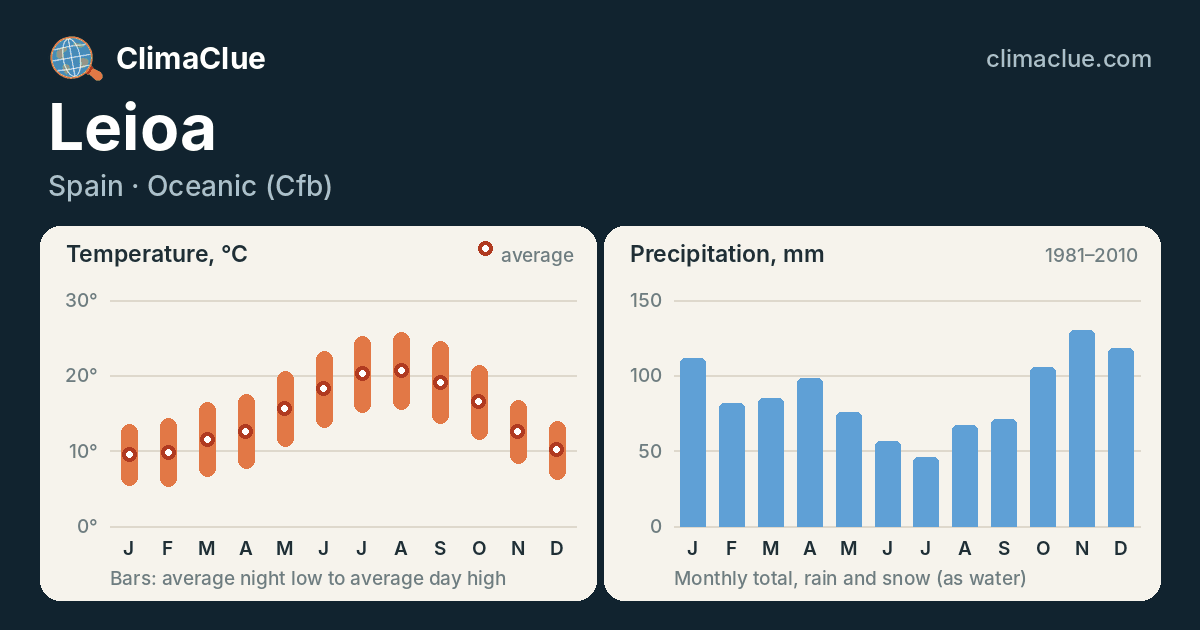 ClimaClue
climaclue.com
Leioa
Spain · Oceanic (Cfb)
Temperature, °C
average
30°
20°
10°
0°
J F M A M J J A S O N D
Bars: average night low to average day high
Precipitation, mm
1981–2010
150
100
50
0
J F M A M J J A S O N D
Monthly total, rain and snow (as water)